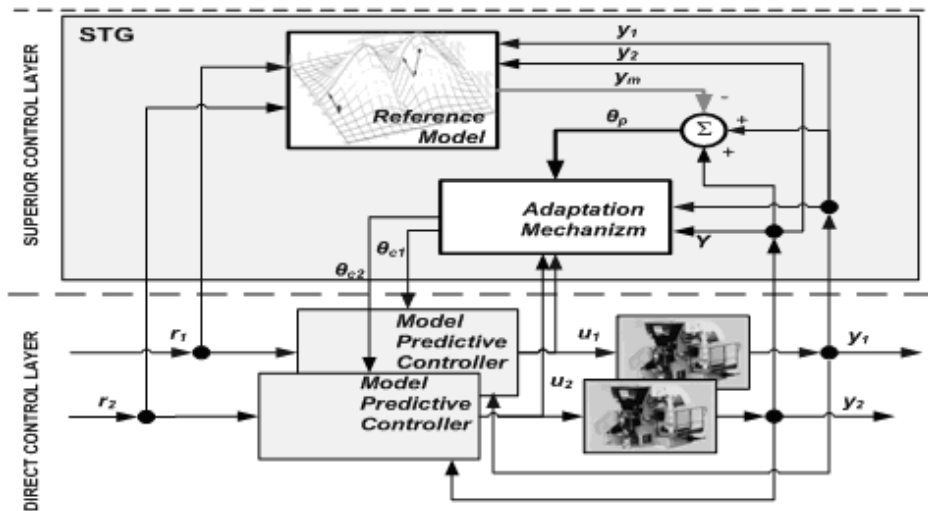 SUPERIOR CONTROL LAYER
STG
y1
y2
ym
-
Reference
Model
θp
Σ
+
+
Adaptation
Mechanizm
Y
θc1
θc2
DIRECT CONTROL LAYER
r1
Model
Predictive
Controller
u1
y1
r2
Model
Predictive
Controller
u2
y2